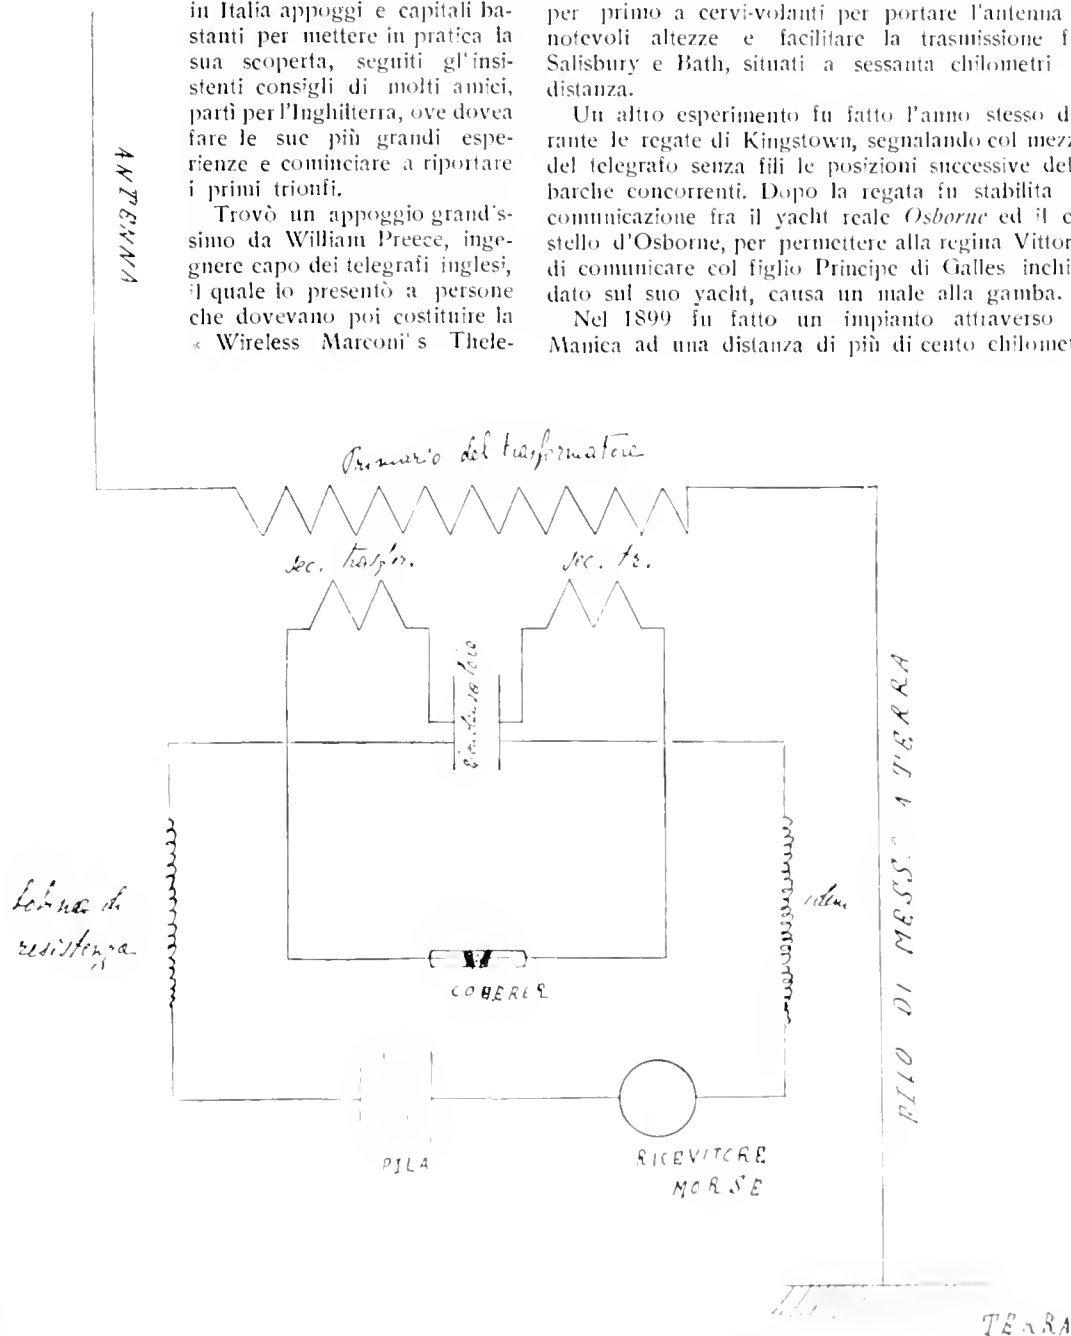 in Italia appoggi e capitali ba-
stanti per mettere in pratica la
sua scoperta, seguiti gl'insi-
stenti consigli di molti amici,
partì per l'Inghilterra, ove dovea
fare le sue più grandi espe-
rienze e cominciare a riportare
i primi trionfi.
Trovò un appoggio grand's-
simo da William Preece, inge-
gnere capo dei telegrafi inglesi,
il quale lo presentò a persone
che dovevano poi costituire la
« Wireless Marconi's Thele-
per primo a cervi-volanti per portare l'antenna
notevoli altezze e facilitare la trasmissione f
Salisbury e Bath, situati a sessanta chilometri
distanza.
Un altro esperimento fu fatto l'anno stesso d
rante le regate di Kingstown, segnalando col mezz
del telegrafo senza fili le posizioni successive del
barche concorrenti. Dopo la regata fu stabilita
comunicazione fra il yacht reale Osborne ed il c
stello d'Osborne, per permettere alla regina Vittor
di comunicare col figlio Principe di Galles inchi
dato sul suo yacht, causa un male alla gamba.
Nel 1899 fu fatto un impianto attraverso
Manica ad una distanza di più di cento chilomet
ANTENNA
Primario del trasformatore
sec. trasfor.
sec. tr.
Condensatore
bobina di
resistenza
idem
COHERER
PILA
RICEVITORE
MORSE
FILO DI MESSA A TERRA
TERRA